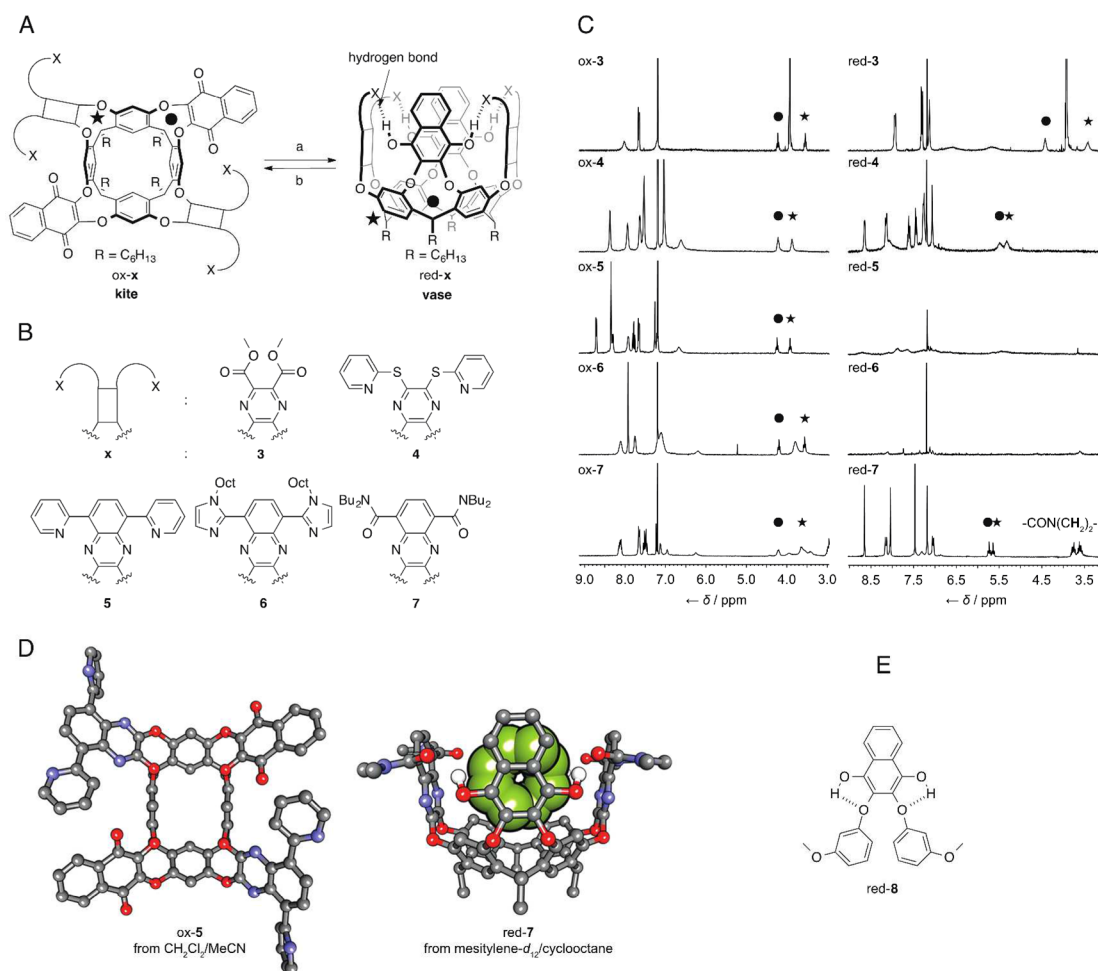 A
X
O
O
O
O
X
R
R
R
R
O
O
O
O
O
O
O
O
X
X
R = C6H13
ox-x
kite
a
b
hydrogen bond
X
X
H
H
H
H
O
O
O
O
O
O
R
R
R
R
R = C6H13
red-x
vase
B
X
X
:
x
:
O
O
O
O
N
N
3
S
S
N
N
N
N
4
N
N
N
N
5
Oct
Oct
N
N
N
N
N
N
6
Bu2N
NBu2
O
O
N
N
7
C
ox-3
red-3
ox-4
red-4
ox-5
red-5
ox-6
red-6
ox-7
red-7
-CON(CH2)2-
9.0 8.0 7.0 6.0 5.0 4.0 3.0
8.5 7.5 6.5 5.5 4.5 3.5
← δ / ppm
← δ / ppm
D
ox-5
from CH2Cl2/MeCN
red-7
from mesitylene-d12/cyclooctane
E
O
O
H
H
O
O
O
O
red-8